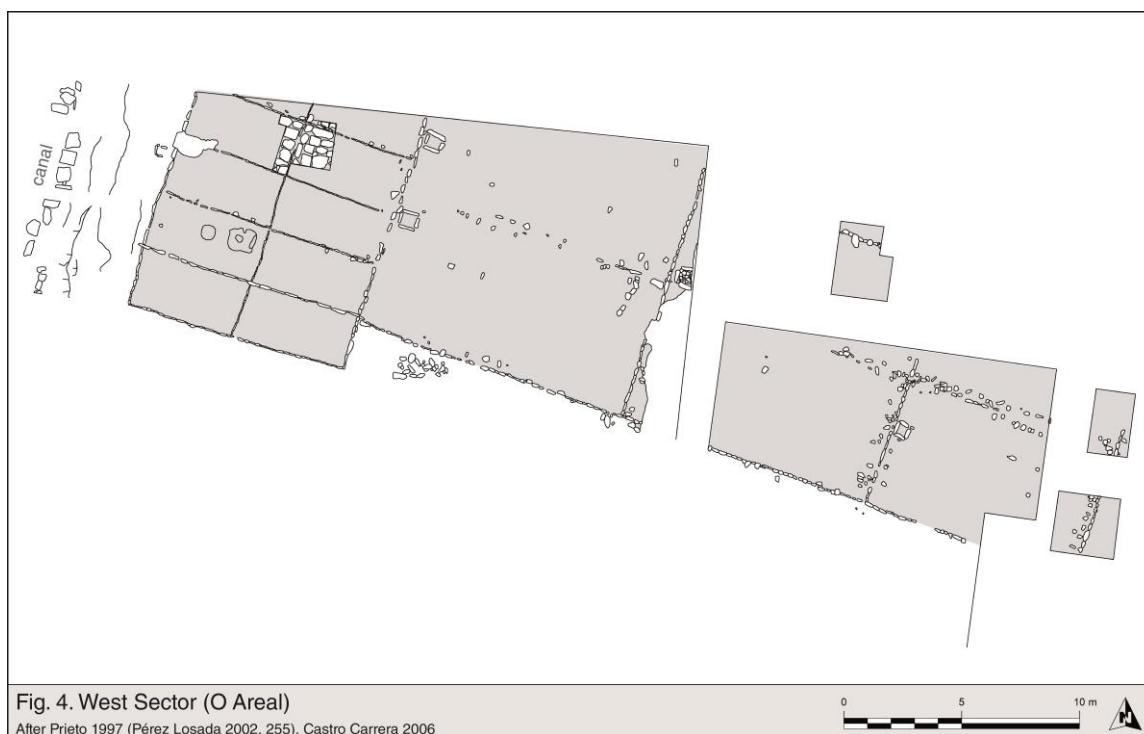 canal
Fig. 4. West Sector (O Areal)
After Prieto 1997 (Pérez Losada 2002, 255), Castro Carrera 2006
0 5 10 m
N